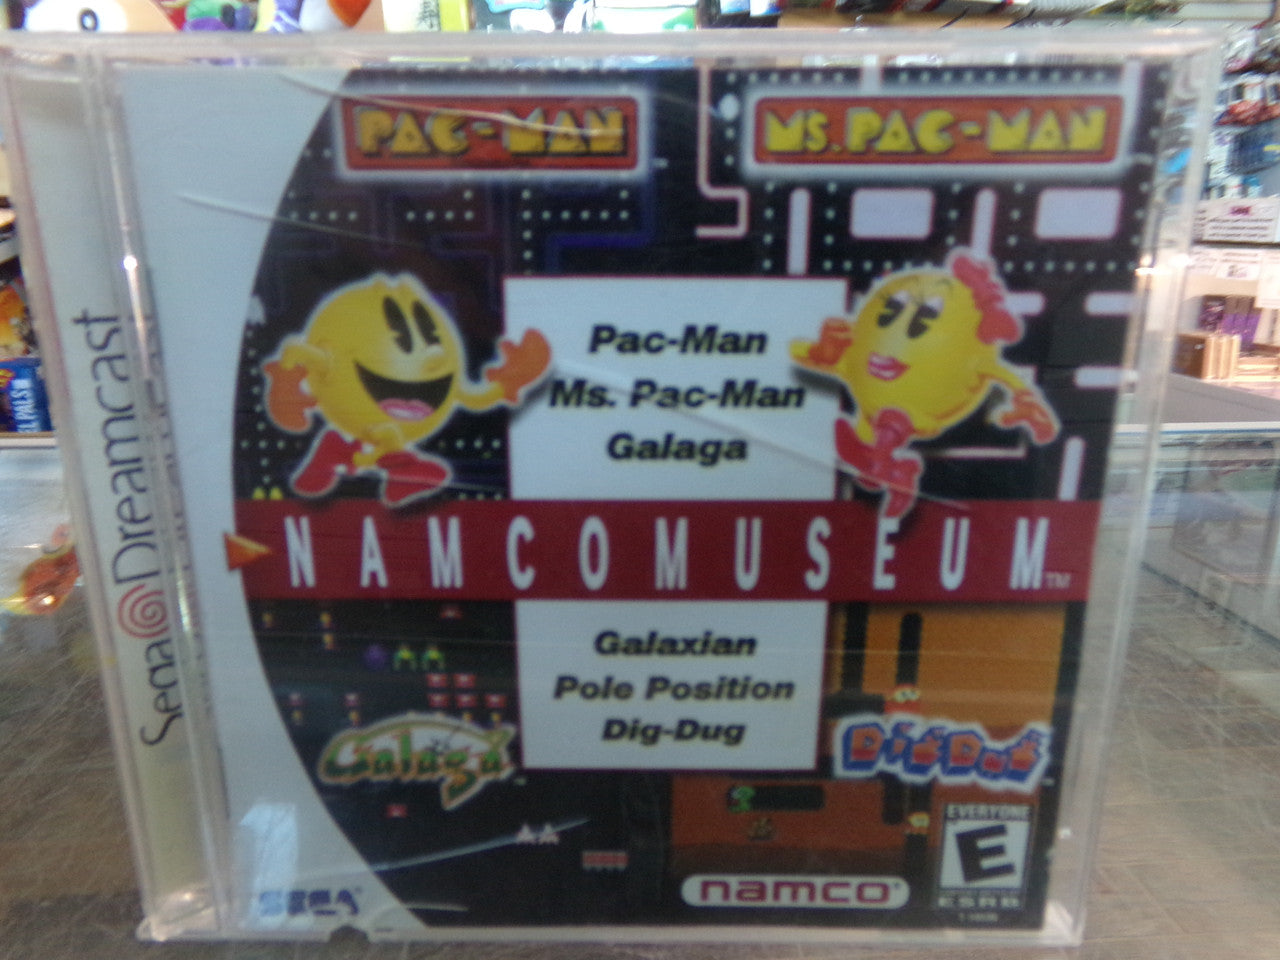 PAC-MAN
MS. PAC-MAN
Pac-Man
Ms. Pac-Man
Galaga
NAMCOMUSEUM™
Galaxian
Pole Position
Dig-Dug
Galaga
DIG DUG
EVERYONE
E
ESRB
namco®
SEGA
Sega Dreamcast